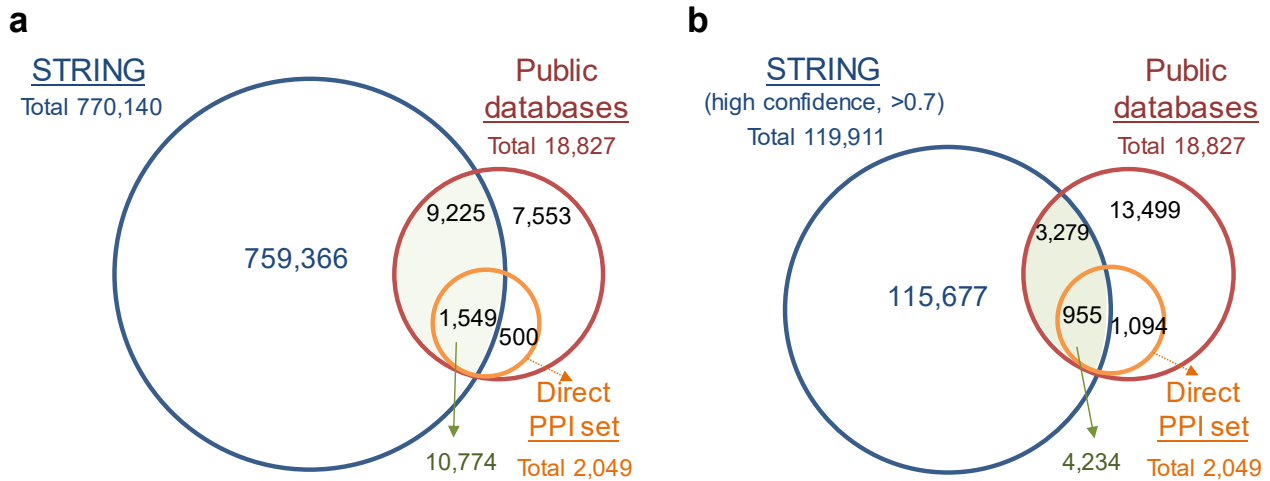 a
STRING
Total 770,140
Public
databases
Total 18,827
9,225
7,553
759,366
1,549
500
Direct
PPI set
Total 2,049
10,774
b
STRING
(high confidence, >0.7)
Total 119,911
Public
databases
Total 18,827
13,499
3,279
115,677
955
1,094
Direct
PPI set
Total 2,049
4,234